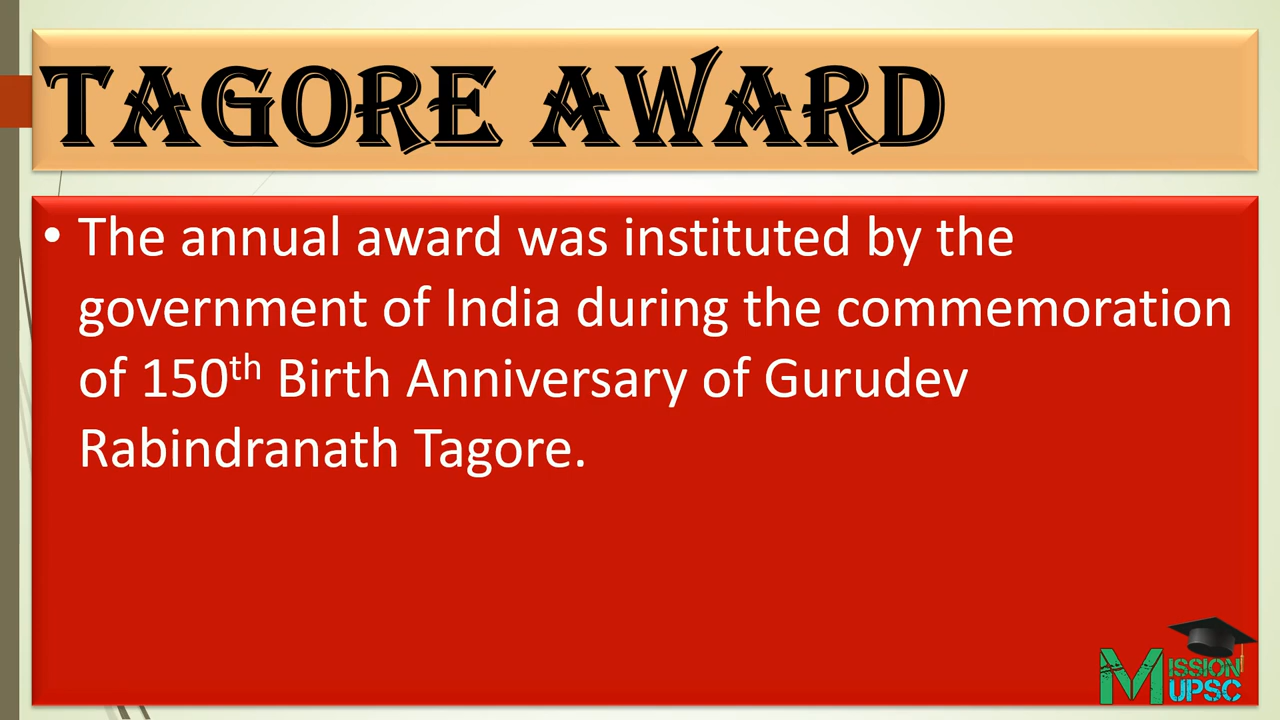 TAGORE AWARD
• The annual award was instituted by the
government of India during the commemoration
of 150th Birth Anniversary of Gurudev
Rabindranath Tagore.
MISSION
UPSC